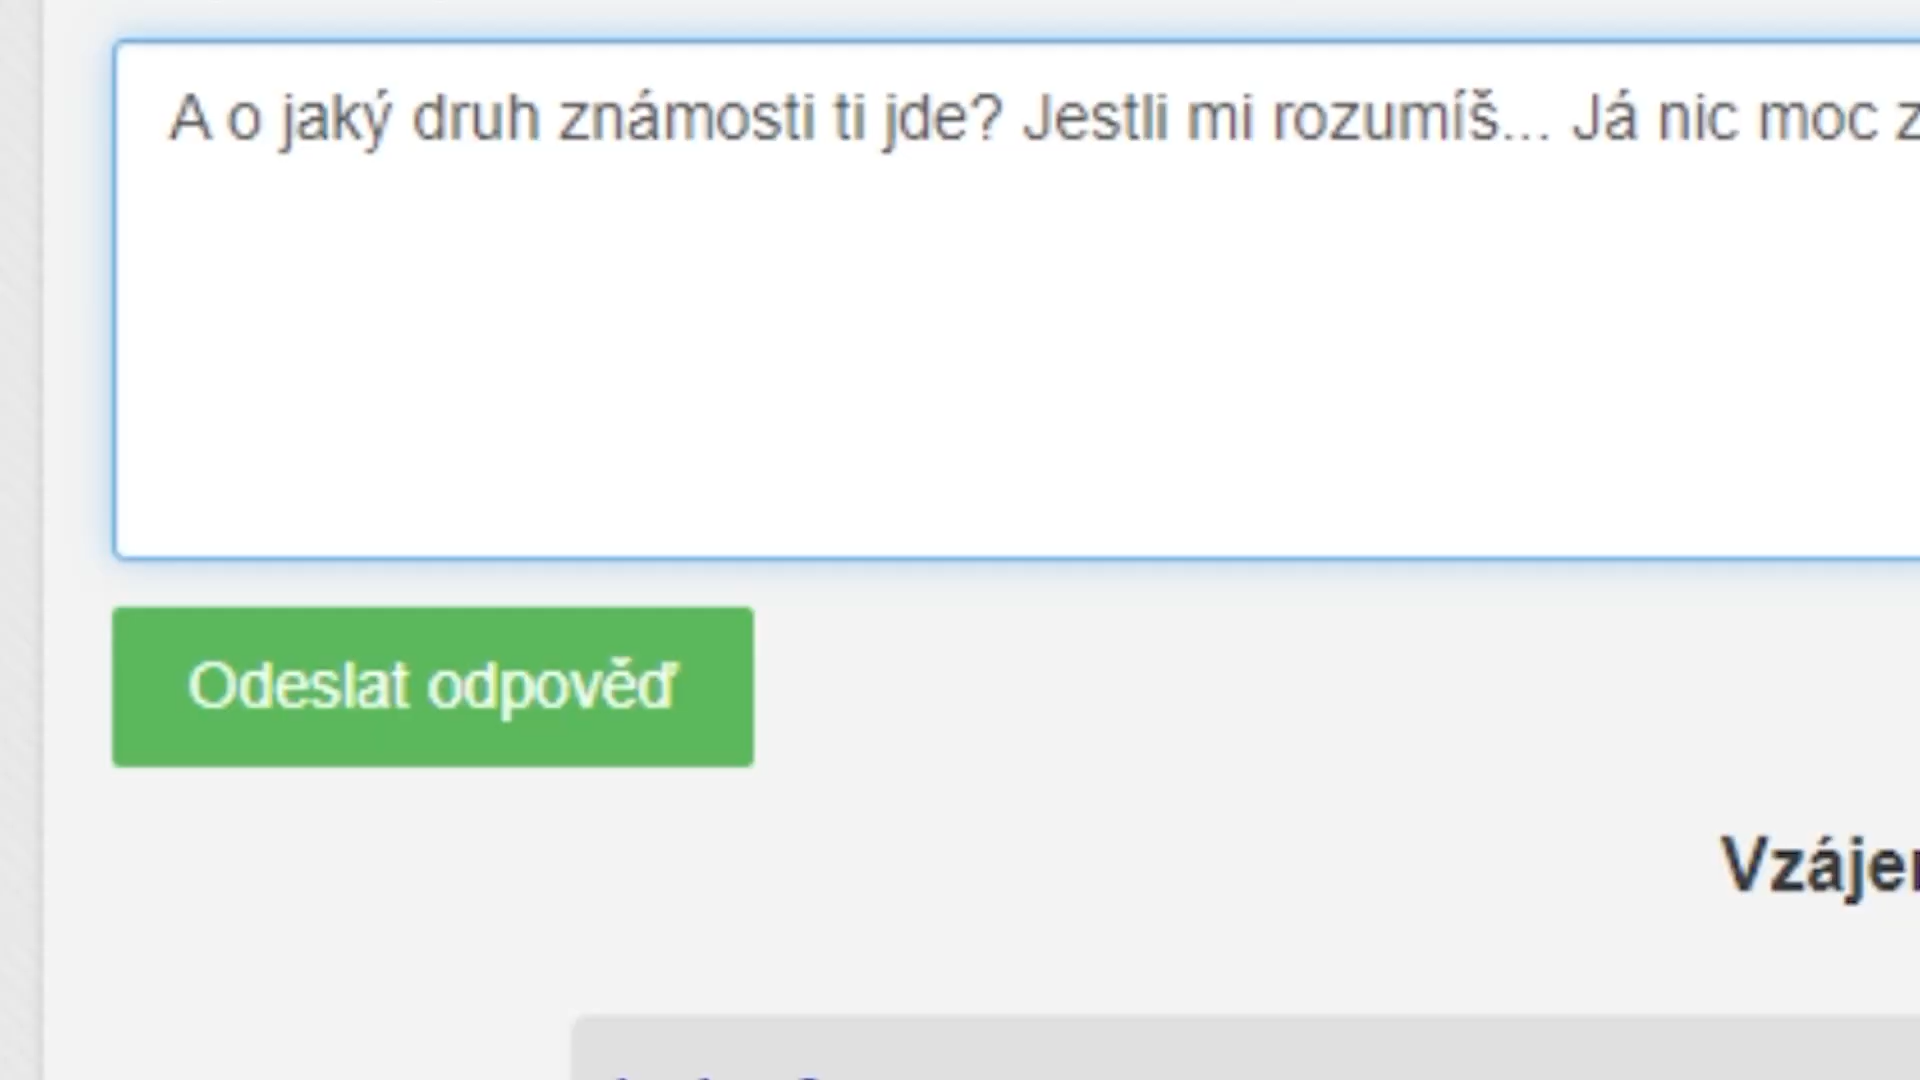 A o jaký druh známosti ti jde? Jestli mi rozumíš... Já nic moc
Odeslat odpověď